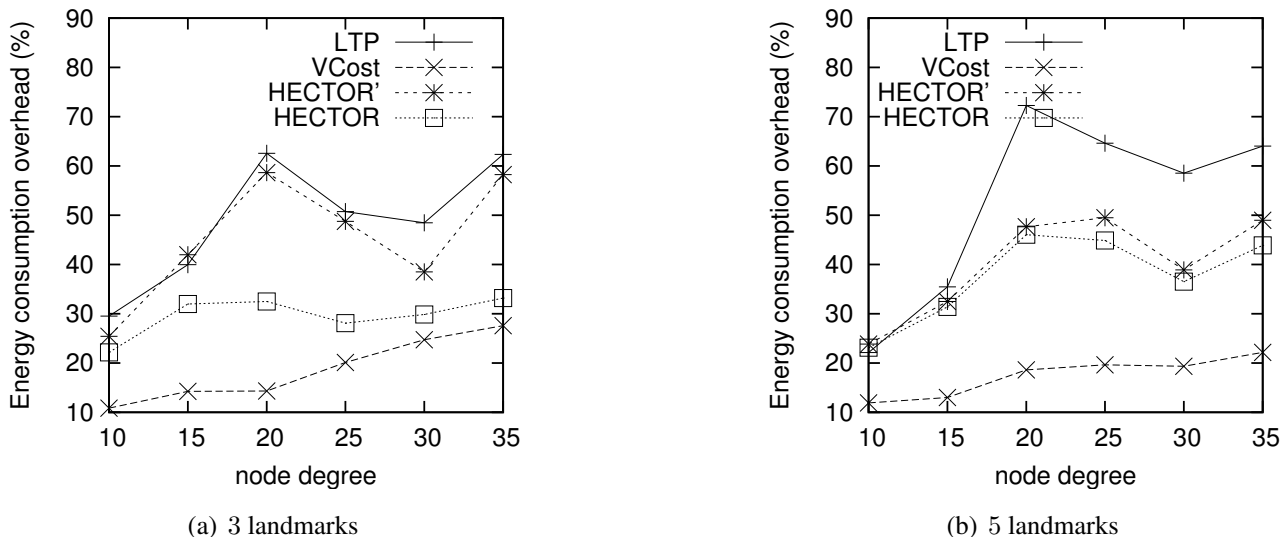 Energy consumption overhead (%)
90
80
70
60
50
40
30
20
10
10 15 20 25 30 35
node degree
LTP
VCost
HECTOR'
HECTOR
(a) 3 landmarks
Energy consumption overhead (%)
90
80
70
60
50
40
30
20
10
10 15 20 25 30 35
node degree
LTP
VCost
HECTOR'
HECTOR
(b) 5 landmarks